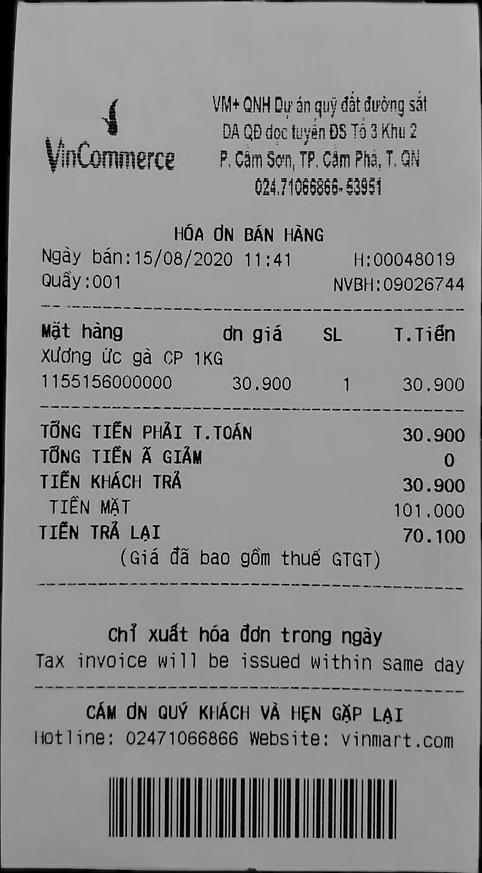 VinCommerce
VM+ QNH Dự án quỹ đất đường sắt
DA QĐ dọc tuyến ĐS Tổ 3 Khu 2
P. Cẩm Sơn, TP. Cẩm Phả, T. QN
024.71066866-53951
HÓA ƠN BÁN HÀNG
Ngày bán:15/08/2020 11:41 H:00048019
Quầy:001 NVBH:09026744
Mặt hàng ơn giá SL T.Tiền
Xương ức gà CP 1KG
1155156000000 30.900 1 30.900
TỔNG TIỀN PHẢI T.TOÁN 30.900
TỔNG TIỀN Ã GIẢM 0
TIỀN KHÁCH TRẢ 30.900
TIỀN MẶT 101.000
TIỀN TRẢ LẠI 70.100
(Giá đã bao gồm thuế GTGT)
Chỉ xuất hóa đơn trong ngày
Tax invoice will be issued within same day
CÁM ƠN QUÝ KHÁCH VÀ HẸN GẶP LẠI
Hotline: 02471066866 Website: vinmart.com